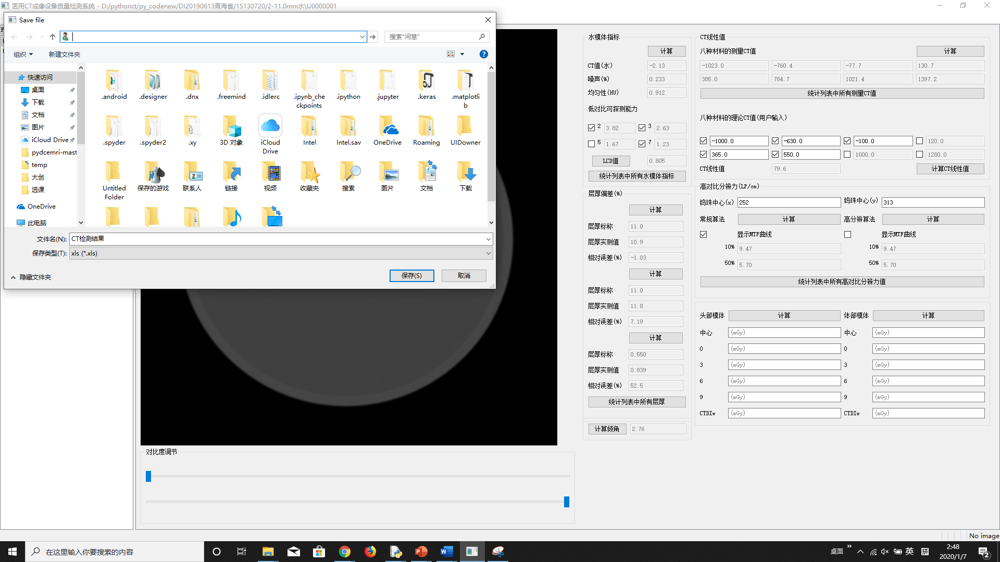 医用CT成像设备质量检测系统 - D:/pythonct/py_codenew/DI20190613青海省/15130720/2-11.0mm水\U0000001
Save file
搜索"闫慧"
组织
新建文件夹
快速访问
桌面
下载
文档
图片
iCloud Drive
pydcemri-mast
temp
大创
选课
OneDrive
此电脑
.android
.designer
.dnx
.freemind
.idlerc
.ipynb_che
ckpoints
.ipython
.jupyter
.keras
.matplotli
b
.spyder
.spyder2
.xy
3D 对象
iCloud
Drive
Intel
Intel.sav
OneDrive
Roaming
UIDowner
Untitled
Folder
保存的游戏
联系人
链接
视频
收藏夹
搜索
图片
文档
下载
文件名(N):
CT检测结果
保存类型(T):
xls (*.xls)
隐藏文件夹
保存(S)
取消
对比度调节
水模体指标
计算
CT值(水)
-2.13
噪声(%)
0.233
均匀性(HU)
0.912
低对比可探测能力
2 3.82 3 2.63
5 1.67 7 1.23
LCD值
0.805
统计列表中所有水模体指标
层厚偏差(%)
计算
层厚标称
11.0
层厚实测值
10.9
相对误差(%)
-1.03
计算
层厚标称
11.0
层厚实测值
11.8
相对误差(%)
7.19
计算
层厚标称
0.550
层厚实测值
0.839
相对误差(%)
52.5
统计列表中所有层厚
计算倾角
2.76
CT线性值
八种材料的测量CT值
计算
-1023.0 -760.4 -77.7 130.7
385.0 784.7 1021.4 1397.2
统计列表中所有测量CT值
八种材料的理论CT值(用户输入)
-1000.0 -630.0 -100.0 120.0
365.0 550.0 1000.0 1280.0
CT线性值
79.6
计算CT线性值
高对比分辨力(LP/cm)
钨珠中心(x) 252 钨珠中心(y) 313
常规算法 计算 高分辨算法 计算
显示MTF曲线 显示MTF曲线
10% 9.47 10% 9.47
50% 5.70 50% 5.70
统计列表中所有高对比分辨力值
头部模体 计算 体部模体 计算
中心 (mGy) 中心 (mGy)
0 (mGy) 0 (mGy)
3 (mGy) 3 (mGy)
6 (mGy) 6 (mGy)
9 (mGy) 9 (mGy)
CTDIw (mGy) CTDIw (mGy)
No image
在这里输入你要搜索的内容
桌面
英
拼
2:48
2020/1/7
2